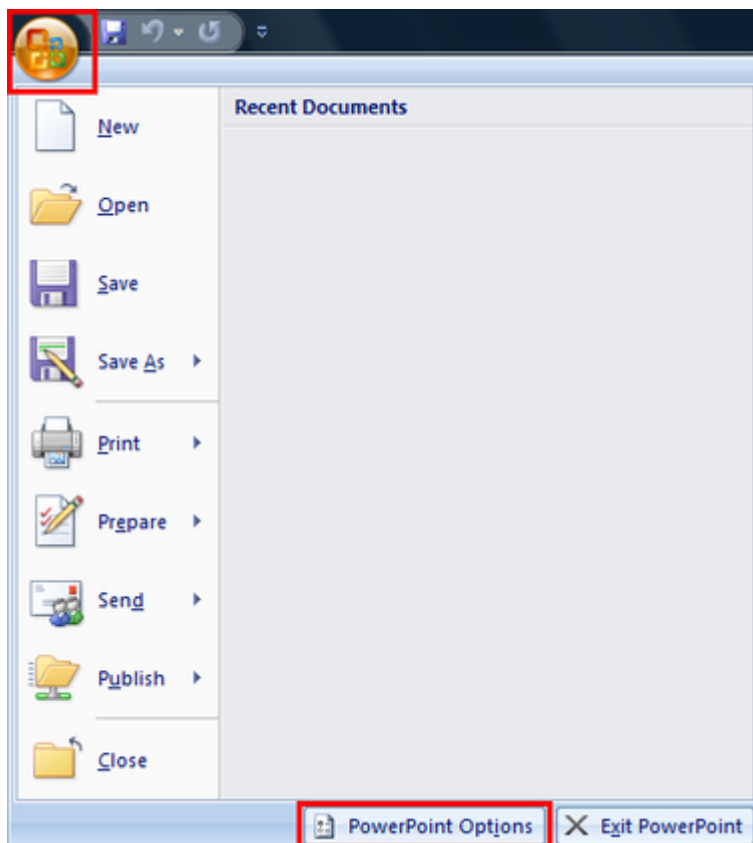 Recent Documents
New
Open
Save
Save As
Print
Prepare
Send
Publish
Close
PowerPoint Options
Exit PowerPoint